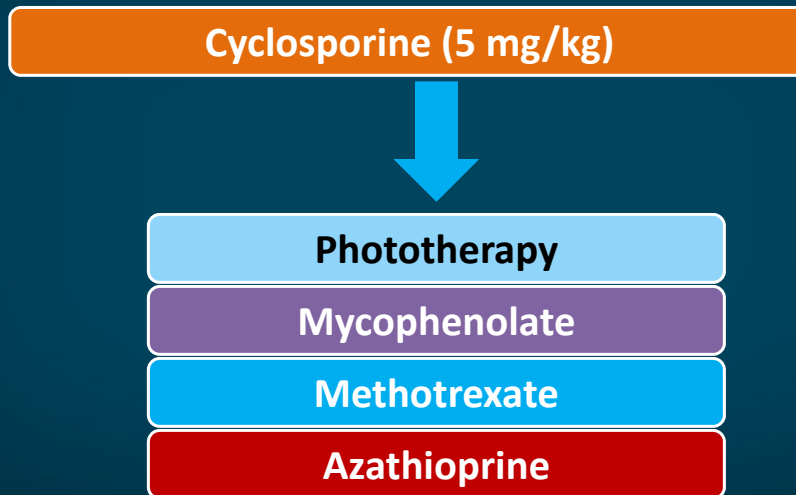 Cyclosporine (5 mg/kg)
Phototherapy
Mycophenolate
Methotrexate
Azathioprine